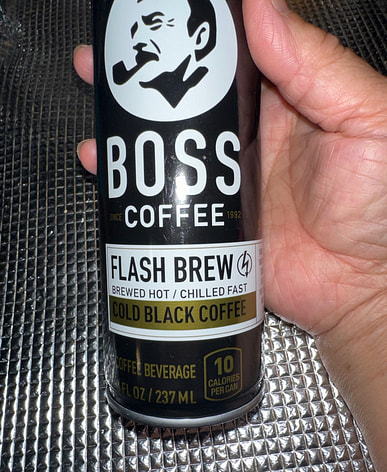 BOSS
SINCE COFFEE 1992
FLASH BREW
BREWED HOT / CHILLED FAST
COLD BLACK COFFEE
COFFEE BEVERAGE
10
CALORIES
PER CAN
FL OZ / 237 ML